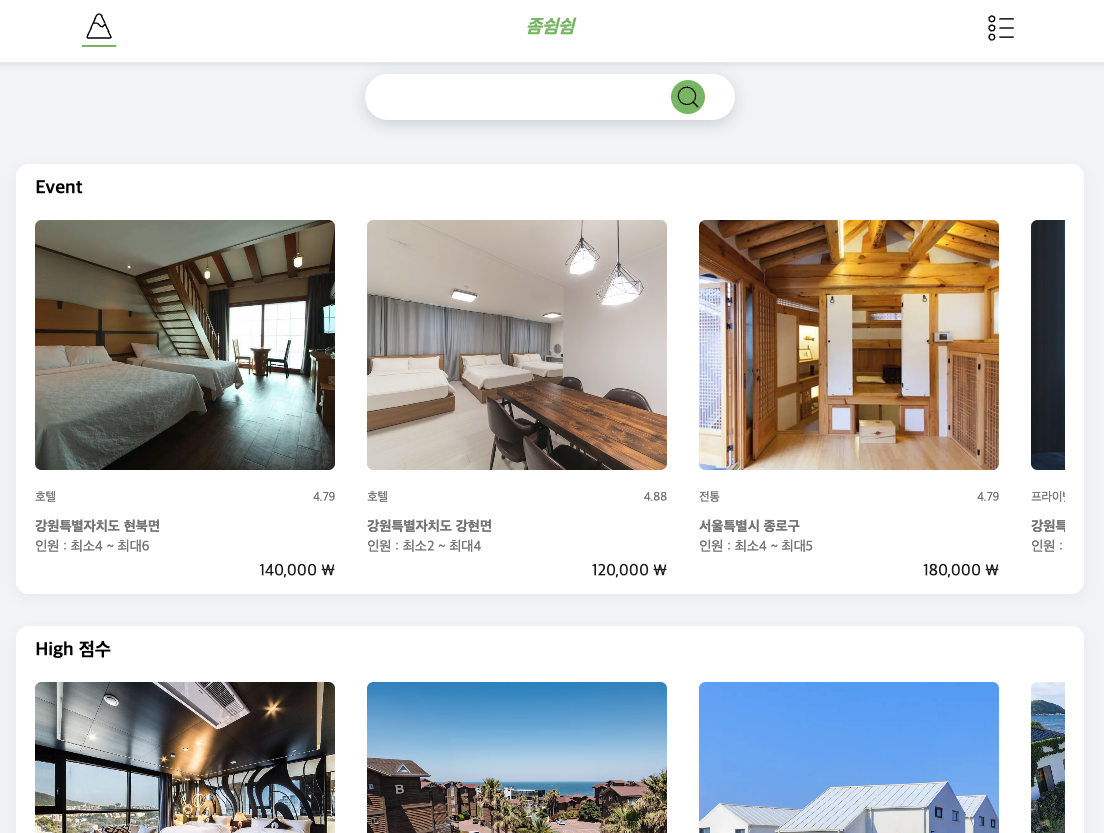 좀쉼쉼
Event
호텔 4.79
강원특별자치도 현북면
인원 : 최소4 ~ 최대6
140,000 ₩
호텔 4.88
강원특별자치도 강현면
인원 : 최소2 ~ 최대4
120,000 ₩
전통 4.79
서울특별시 종로구
인원 : 최소4 ~ 최대5
180,000 ₩
프라이빗
강원특
인원 :
High 점수
B